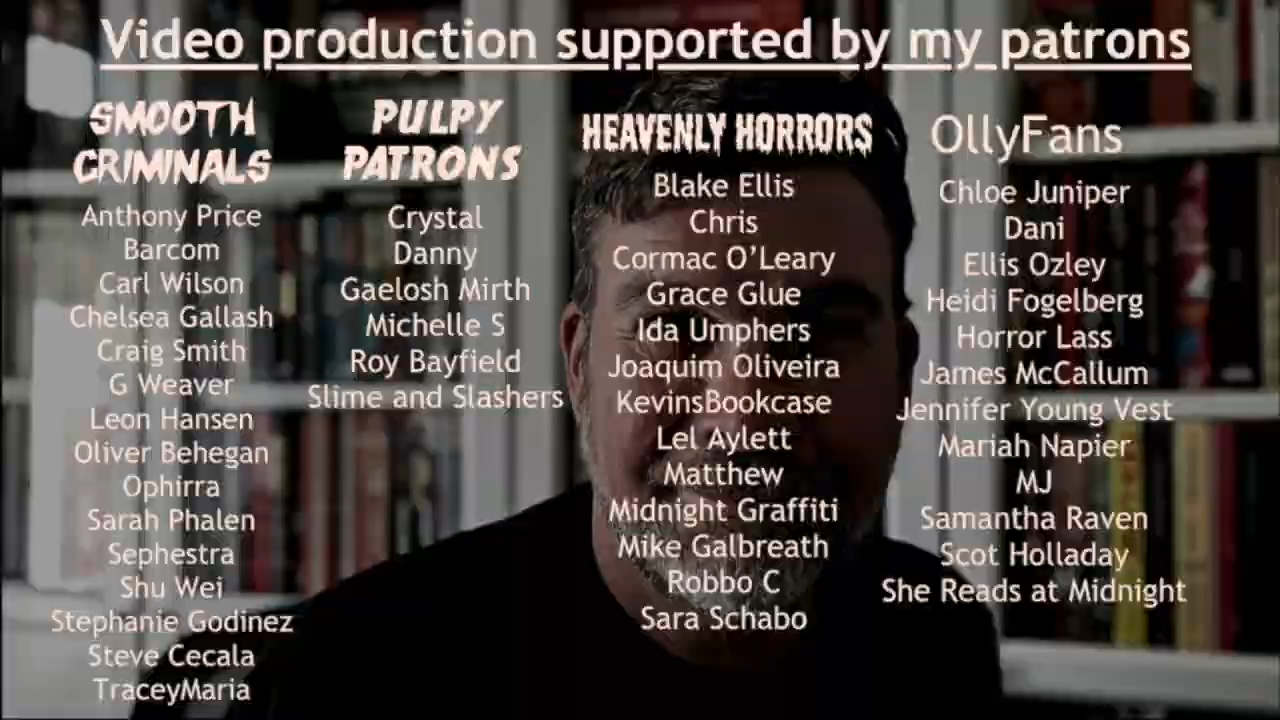 Video production supported by my patrons
SMOOTH
CRIMINALS
Anthony Price
Barcom
Carl Wilson
Chelsea Gallash
Craig Smith
G Weaver
Leon Hansen
Oliver Behegan
Ophirra
Sarah Phalen
Sephestra
Shu Wei
Stephanie Godinez
Steve Cecala
TraceyMaria
PULPY
PATRONS
Crystal
Danny
Gaelosh Mirth
Michelle S
Roy Bayfield
Slime and Slashers
HEAVENLY HORRORS
Blake Ellis
Chris
Cormac O’Leary
Grace Glue
Ida Umphers
Joaquim Oliveira
KevinsBookcase
Lel Aylett
Matthew
Midnight Graffiti
Mike Galbreath
Robbo C
Sara Schabo
OllyFans
Chloe Juniper
Dani
Ellis Ozley
Heidi Fogelberg
Horror Lass
James McCallum
Jennifer Young Vest
Mariah Napier
MJ
Samantha Raven
Scot Holladay
She Reads at Midnight